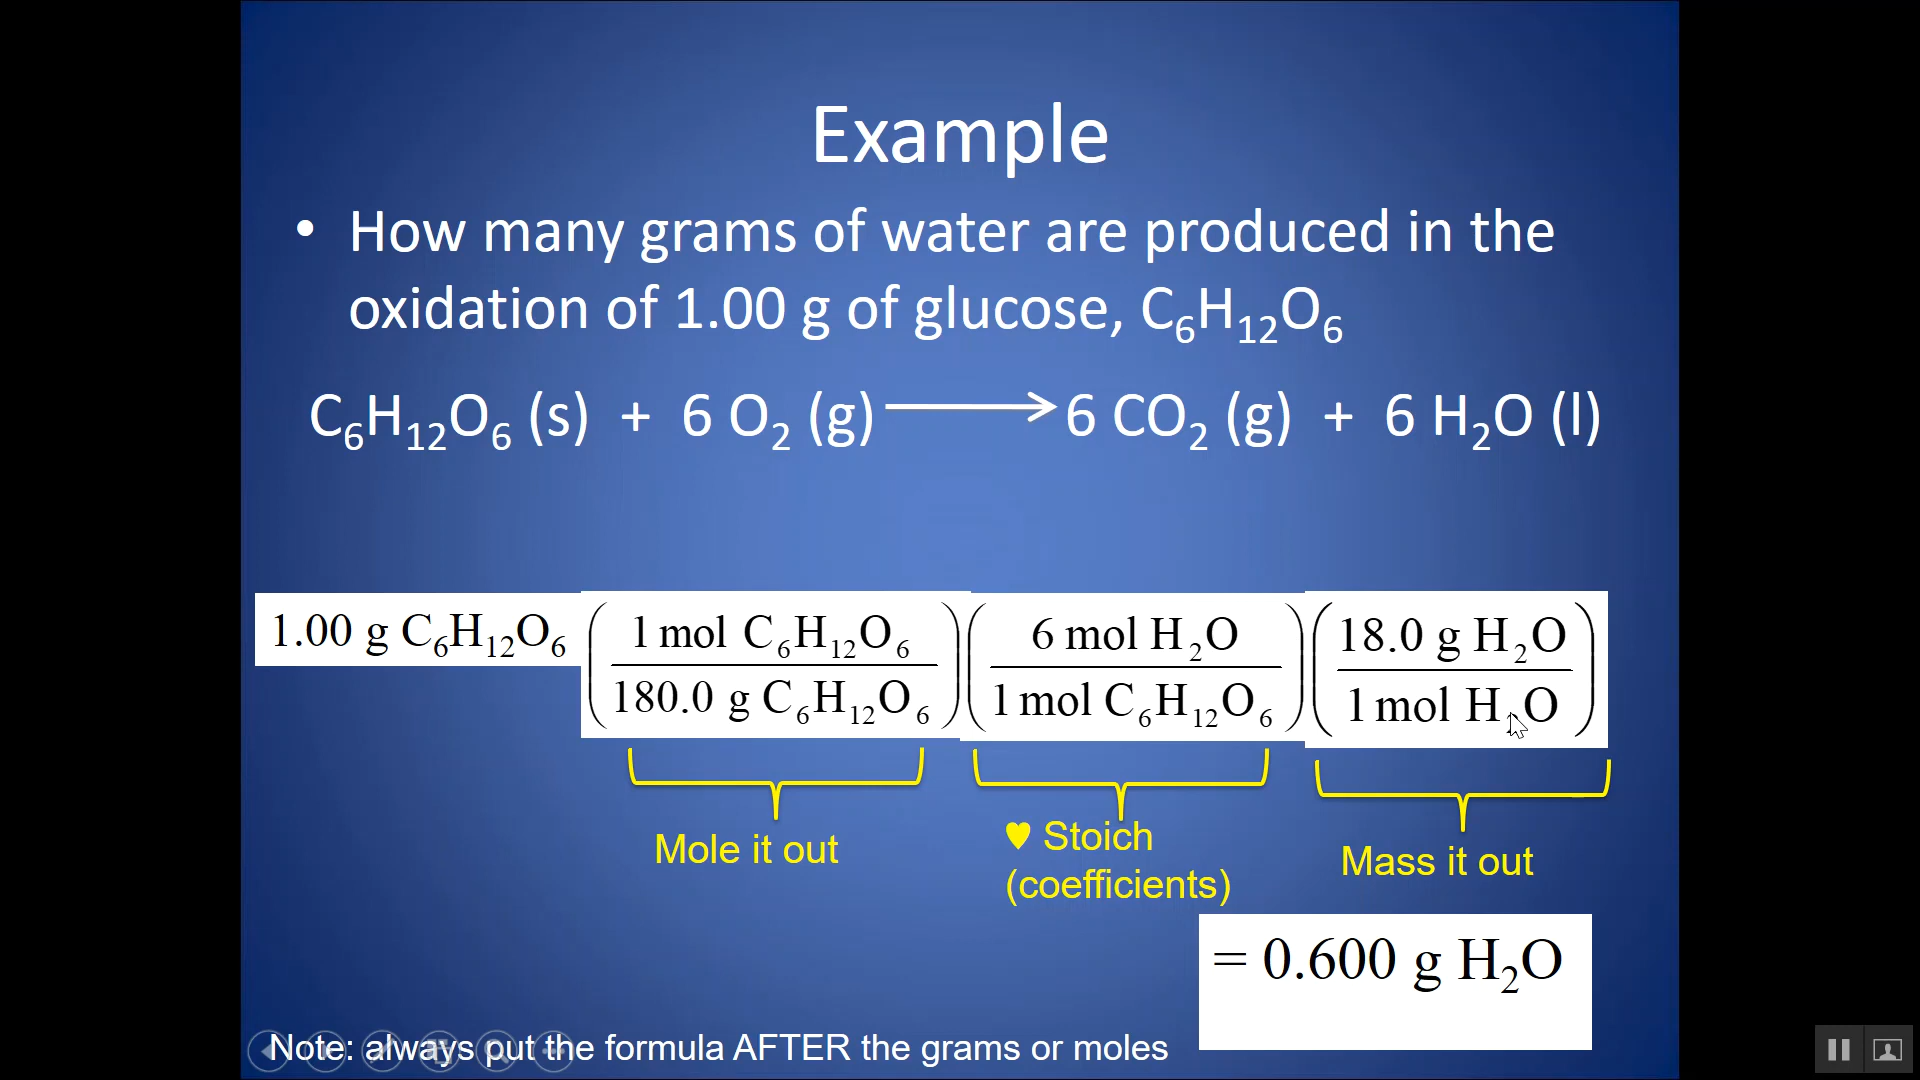 Example
• How many grams of water are produced in the
oxidation of 1.00 g of glucose, C₆H₁₂O₆
C₆H₁₂O₆ (s) + 6 O₂ (g) ⟶ 6 CO₂ (g) + 6 H₂O (l)
1.00 g C₆H₁₂O₆ (1 mol C₆H₁₂O₆ / 180.0 g C₆H₁₂O₆) (6 mol H₂O / 1 mol C₆H₁₂O₆) (18.0 g H₂O / 1 mol H₂O)
Mole it out
♥ Stoich
(coefficients)
Mass it out
= 0.600 g H₂O
Note: always put the formula AFTER the grams or moles